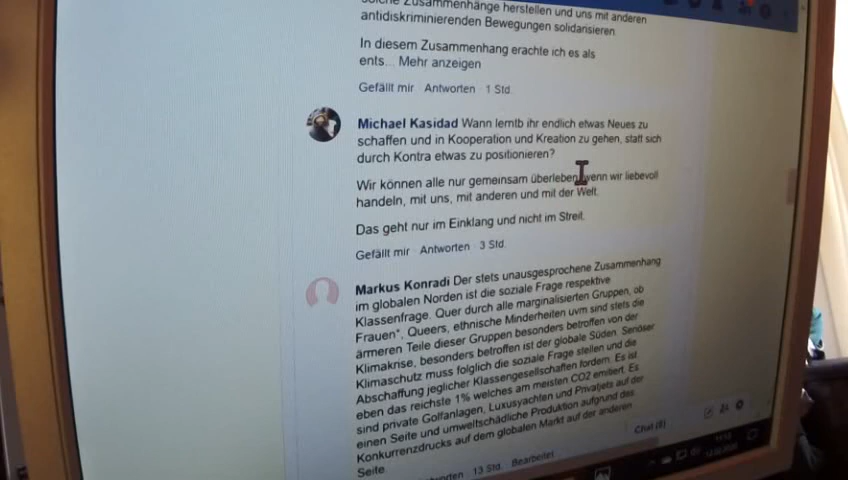 solche Zusammenhänge herstellen und uns mit anderen
antidiskriminierenden Bewegungen solidarisieren
In diesem Zusammenhang erachte ich es als
ents... Mehr anzeigen
Gefällt mir · Antworten · 1 Std.
Michael Kasidad Wann lerntb ihr endlich etwas Neues zu
schaffen und in Kooperation und Kreation zu gehen, statt sich
durch Kontra etwas zu positionieren?
Wir können alle nur gemeinsam überleben, wenn wir liebevoll
handeln, mit uns, mit anderen und mit der Welt.
Das geht nur im Einklang und nicht im Streit.
Gefällt mir · Antworten · 3 Std.
Markus Konradi Der stets unausgesprochene Zusammenhang
im globalen Norden ist die soziale Frage respektive
Klassenfrage. Quer durch alle marginalisierten Gruppen, ob
Frauen*, Queers, ethnische Minderheiten uvm sind stets die
ärmeren Teile dieser Gruppen besonders betroffen von der
Klimakrise, besonders betroffen ist der globale Süden. Seriöser
Klimaschutz muss folglich die soziale Frage stellen und die
Abschaffung jeglicher Klassengesellschaften fordern. Es ist
eben das reichste 1% welches am meisten CO2 emitiert. Es
sind private Golfanlagen, Luxusyachten und Privatjets auf der
einen Seite und umweltschädliche Produktion aufgrund des
Konkurrenzdrucks auf dem globalen Markt auf der anderen
Seite.
Antworten · 13 Std. · Bearbeitet
Chat (8)